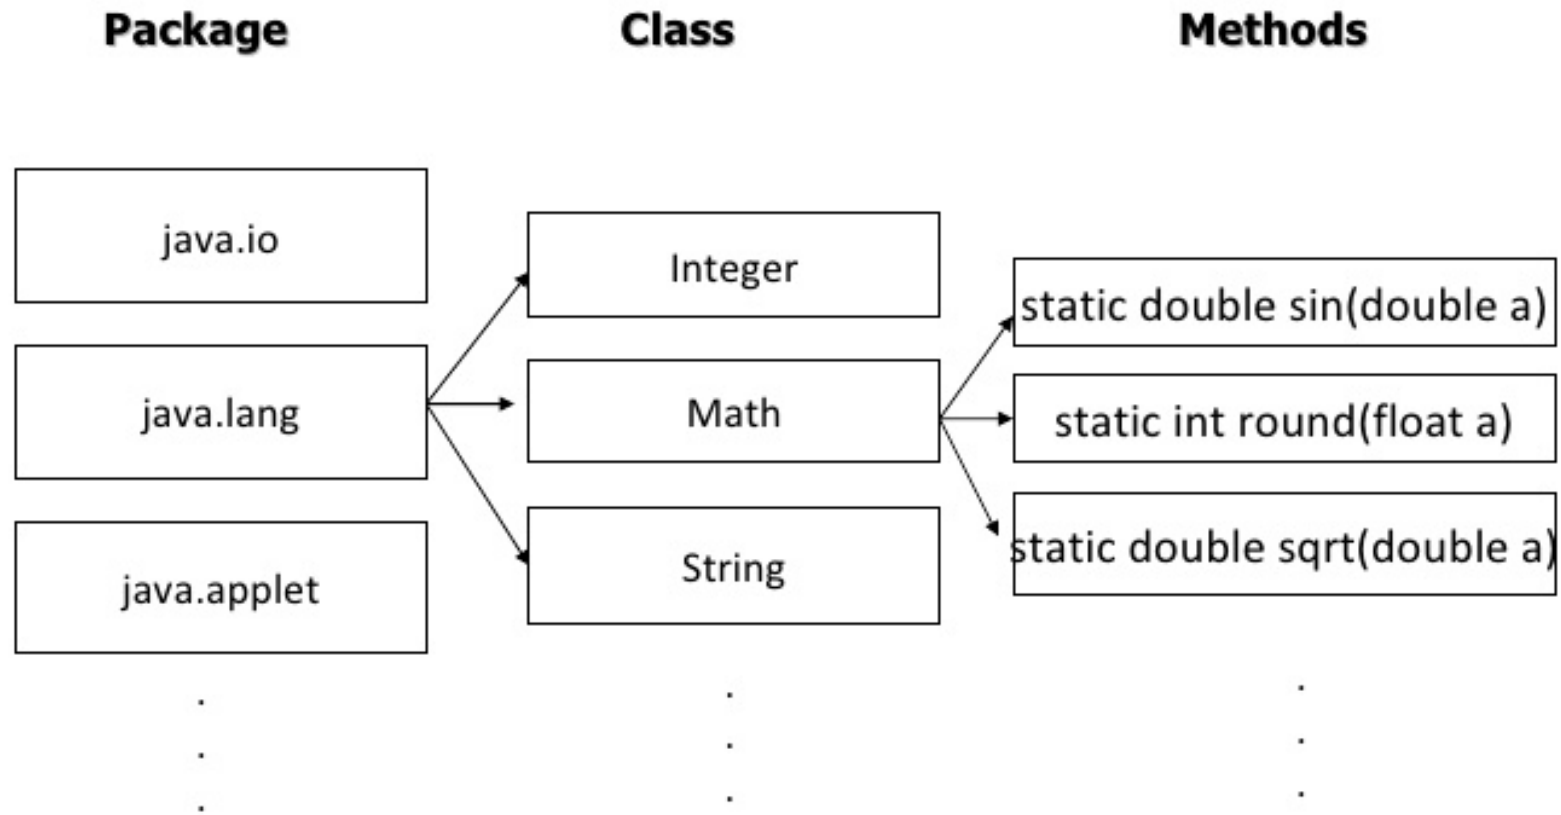 Package
Class
Methods
java.io
java.lang
java.applet
Integer
Math
String
static double sin(double a)
static int round(float a)
static double sqrt(double a)
.
.
.
.
.
.
.
.
.